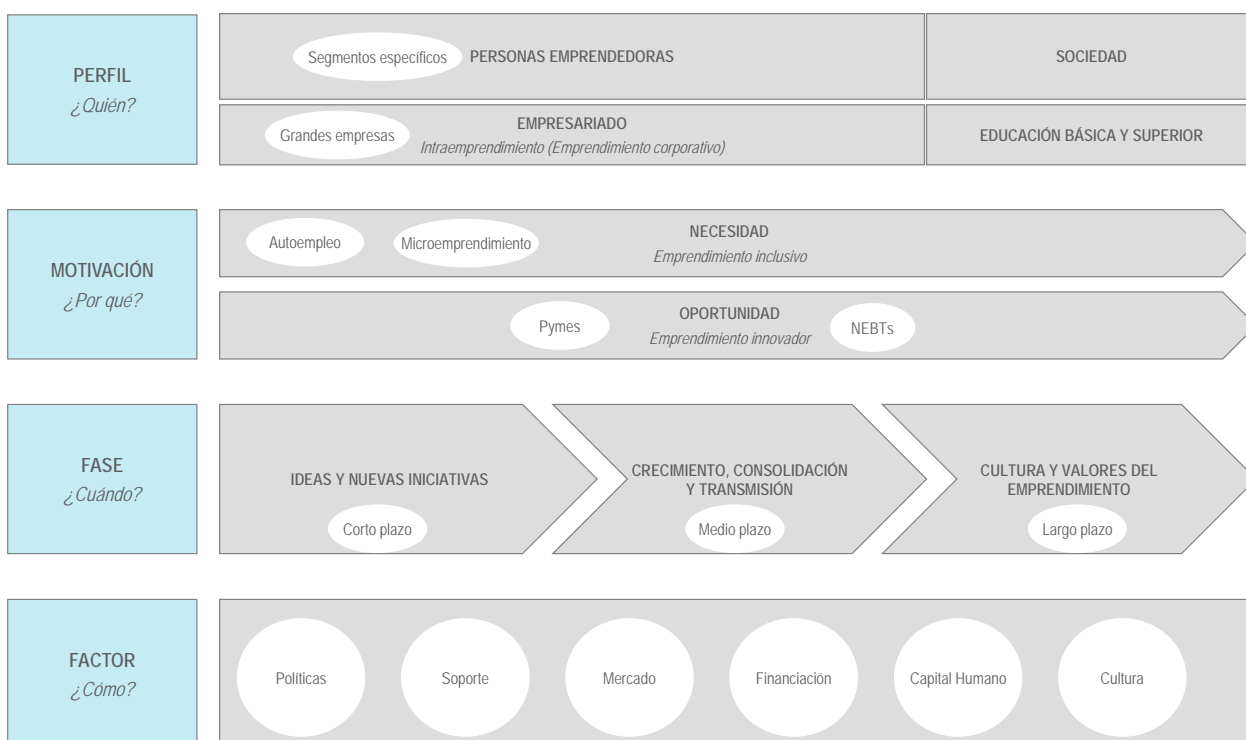 PERFIL
¿Quién?
Segmentos específicos
PERSONAS EMPRENDEDORAS
SOCIEDAD
Grandes empresas
EMPRESARIADO
Intraemprendimiento (Emprendimiento corporativo)
EDUCACIÓN BÁSICA Y SUPERIOR
MOTIVACIÓN
¿Por qué?
Autoempleo
Microemprendimiento
NECESIDAD
Emprendimiento inclusivo
Pymes
OPORTUNIDAD
Emprendimiento innovador
NEBTs
FASE
¿Cuándo?
IDEAS Y NUEVAS INICIATIVAS
Corto plazo
CRECIMIENTO, CONSOLIDACIÓN
Y TRANSMISIÓN
Medio plazo
CULTURA Y VALORES DEL
EMPRENDIMIENTO
Largo plazo
FACTOR
¿Cómo?
Políticas
Soporte
Mercado
Financiación
Capital Humano
Cultura